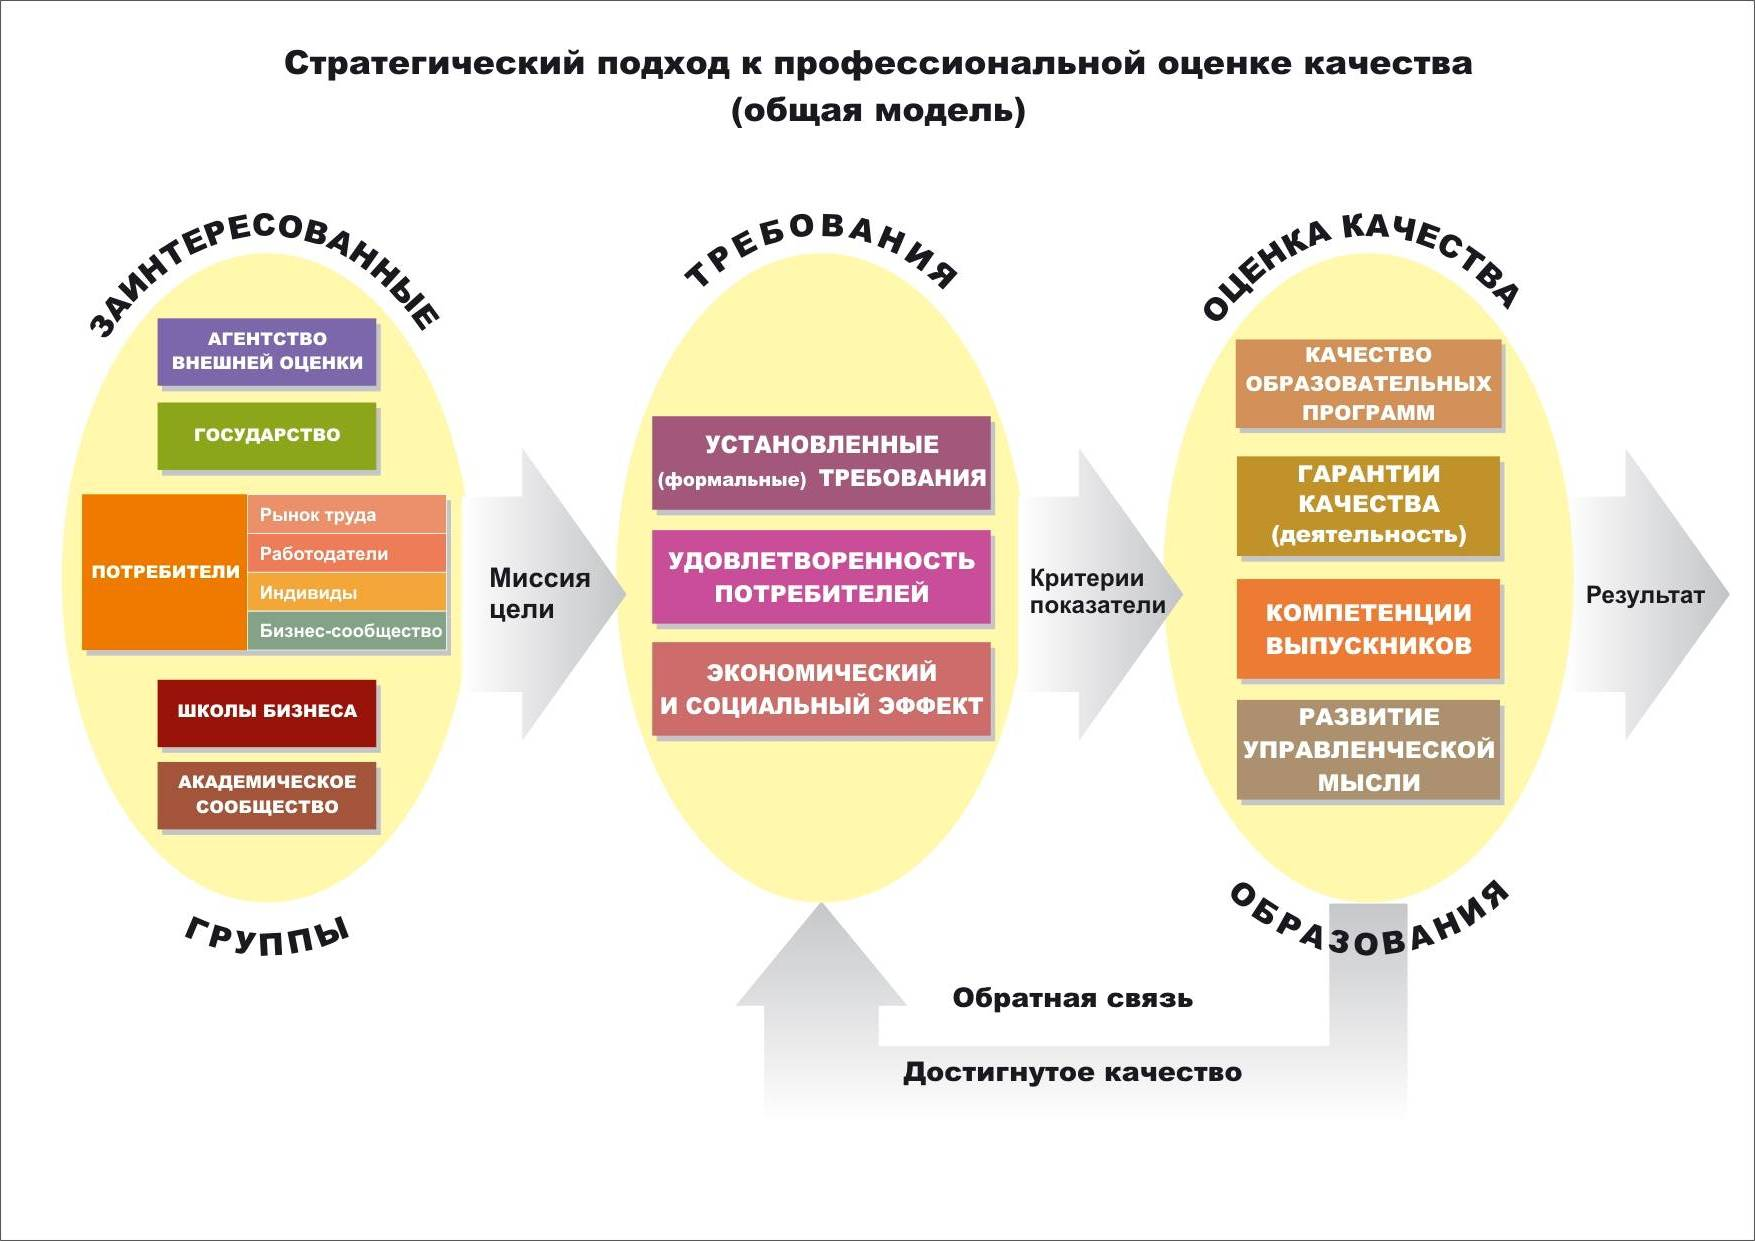 Стратегический подход к профессиональной оценке качества
(общая модель)
ЗАИНТЕРЕСОВАННЫЕ
АГЕНТСТВО
ВНЕШНЕЙ ОЦЕНКИ
ГОСУДАРСТВО
ПОТРЕБИТЕЛИ
Рынок труда
Работодатели
Индивиды
Бизнес-сообщество
ШКОЛЫ БИЗНЕСА
АКАДЕМИЧЕСКОЕ
СООБЩЕСТВО
ГРУППЫ
Миссия
цели
ТРЕБОВАНИЯ
УСТАНОВЛЕННЫЕ
(формальные) ТРЕБОВАНИЯ
УДОВЛЕТВОРЕННОСТЬ
ПОТРЕБИТЕЛЕЙ
ЭКОНОМИЧЕСКИЙ
И СОЦИАЛЬНЫЙ ЭФФЕКТ
Критерии
показатели
ОЦЕНКА КАЧЕСТВА
КАЧЕСТВО
ОБРАЗОВАТЕЛЬНЫХ
ПРОГРАММ
ГАРАНТИИ
КАЧЕСТВА
(деятельность)
КОМПЕТЕНЦИИ
ВЫПУСКНИКОВ
РАЗВИТИЕ
УПРАВЛЕНЧЕСКОЙ
МЫСЛИ
ОБРАЗОВАНИЯ
Результат
Обратная связь
Достигнутое качество